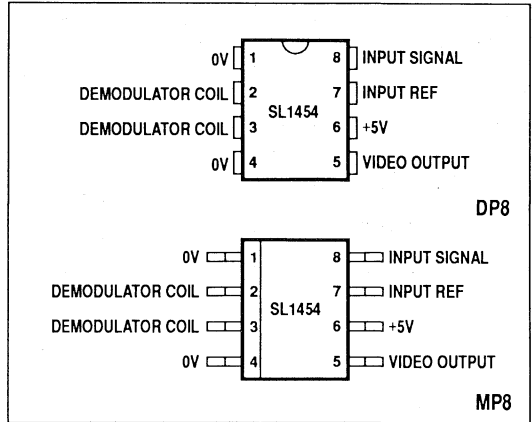 0V 1 8 INPUT SIGNAL
DEMODULATOR COIL 2 7 INPUT REF
SL1454
DEMODULATOR COIL 3 6 +5V
0V 4 5 VIDEO OUTPUT
DP8
0V 1 8 INPUT SIGNAL
DEMODULATOR COIL 2 7 INPUT REF
SL1454
DEMODULATOR COIL 3 6 +5V
0V 4 5 VIDEO OUTPUT
MP8